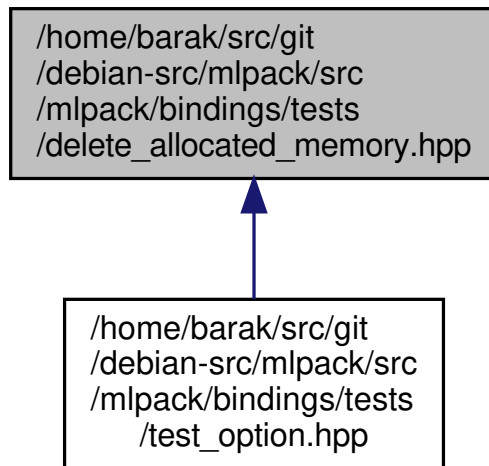 /home/barak/src/git
/debian-src/mlpack/src
/mlpack/bindings/tests
/delete_allocated_memory.hpp
/home/barak/src/git
/debian-src/mlpack/src
/mlpack/bindings/tests
/test_option.hpp